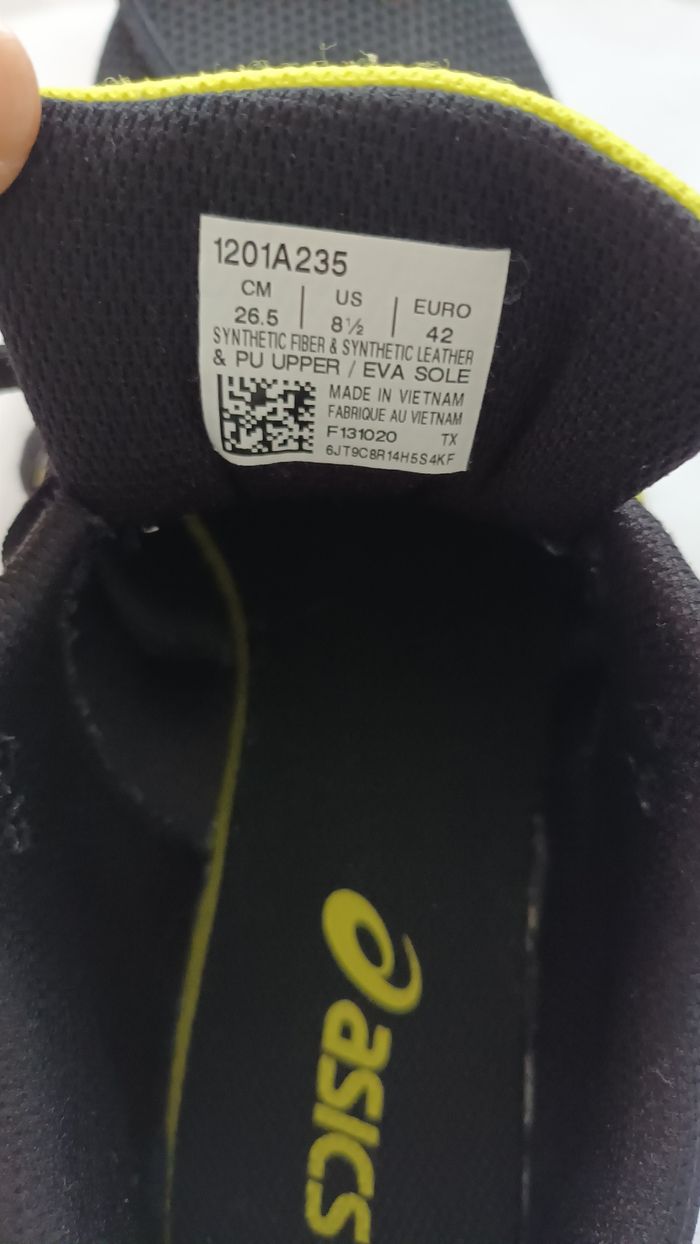 1201A235
CM | US | EURO
26.5 | 8½ | 42
SYNTHETIC FIBER & SYNTHETIC LEATHER
& PU UPPER / EVA SOLE
MADE IN VIETNAM
FABRIQUE AU VIETNAM
F131020 TX
6JT9C8R14H5S4KF
asics